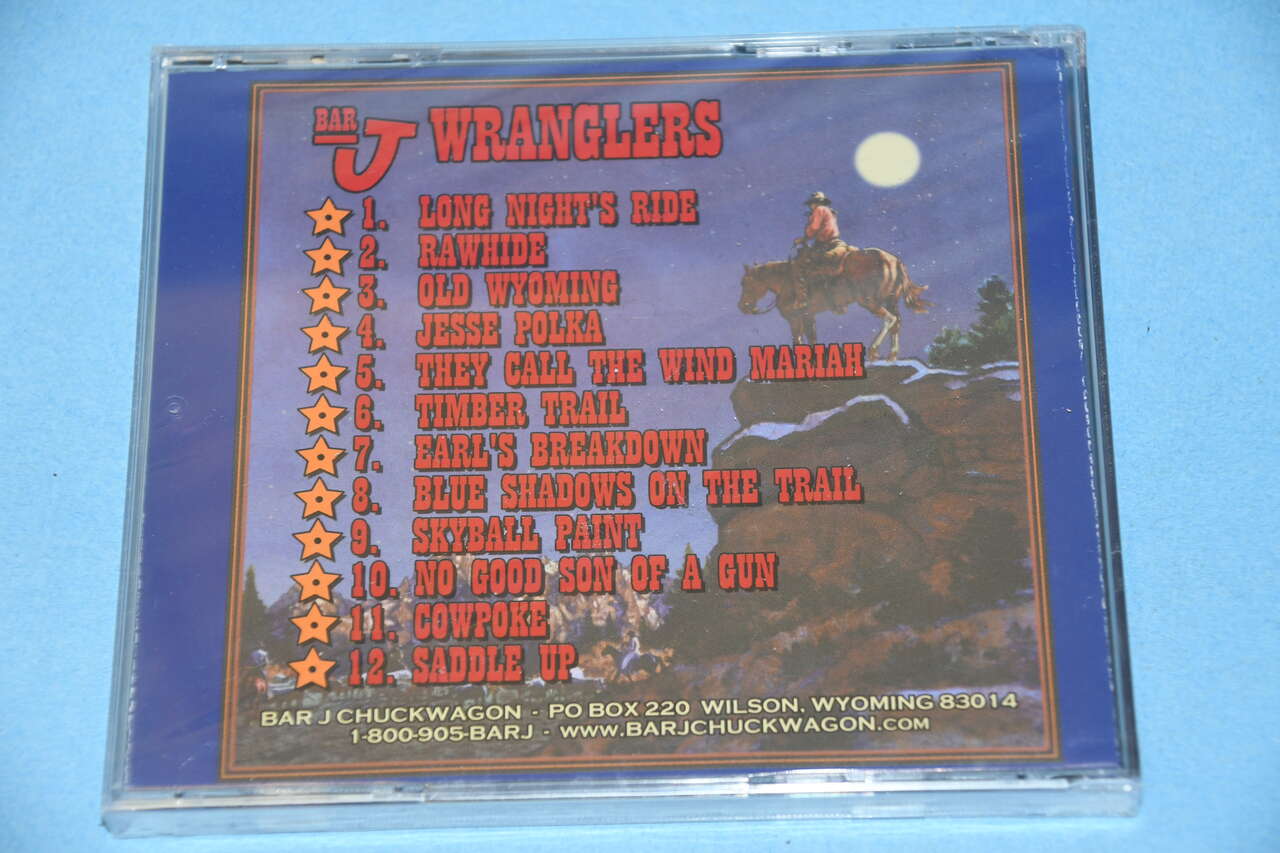 BAR J WRANGLERS
1. LONG NIGHT'S RIDE
2. RAWHIDE
3. OLD WYOMING
4. JESSE POLKA
5. THEY CALL THE WIND MARIAH
6. TIMBER TRAIL
7. EARL'S BREAKDOWN
8. BLUE SHADOWS ON THE TRAIL
9. SKYBALL PAINT
10. NO GOOD SON OF A GUN
11. COWPOKE
12. SADDLE UP
BAR J CHUCKWAGON - PO BOX 220 WILSON, WYOMING 83014
1-800-905-BARJ - WWW.BARJCHUCKWAGON.COM